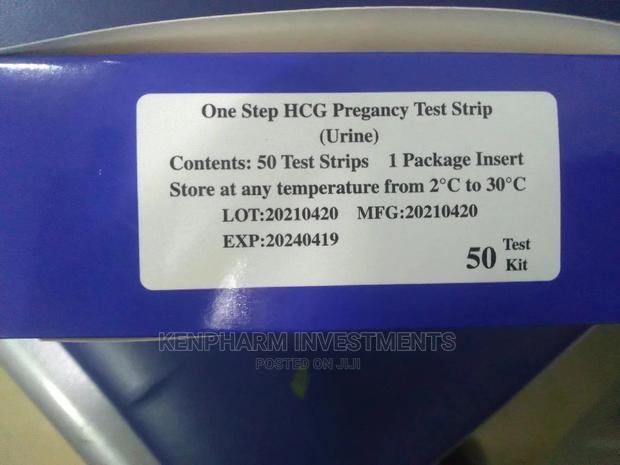 One Step HCG Pregancy Test Strip
(Urine)
Contents: 50 Test Strips 1 Package Insert
Store at any temperature from 2°C to 30°C
LOT:20210420 MFG:20210420
EXP:20240419
50 Test Kit
KENPHARM INVESTMENTS
POSTED ON JIJI